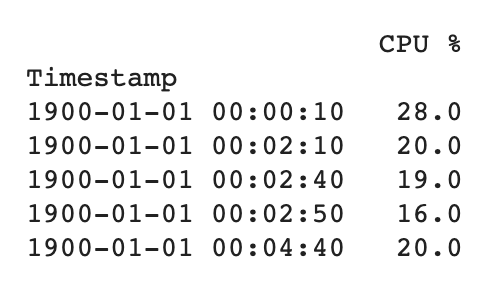 CPU %
Timestamp
1900-01-01 00:00:10 28.0
1900-01-01 00:02:10 20.0
1900-01-01 00:02:40 19.0
1900-01-01 00:02:50 16.0
1900-01-01 00:04:40 20.0